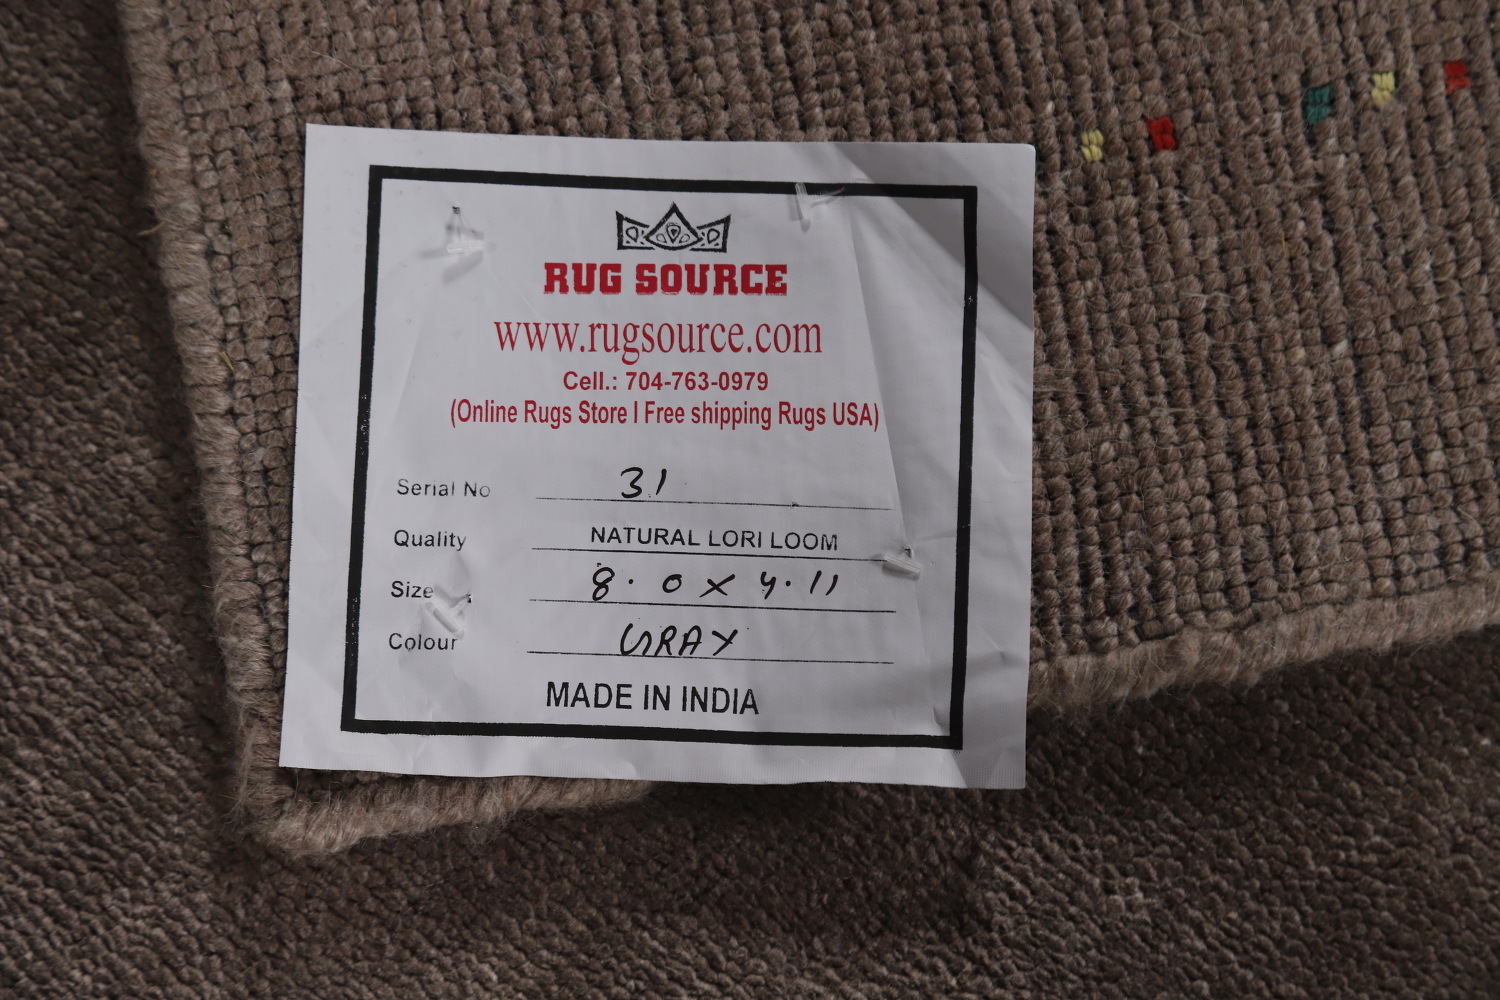 RUG SOURCE
www.rugsource.com
Cell.: 704-763-0979
(Online Rugs Store I Free shipping Rugs USA)
Serial No 31
Quality NATURAL LORI LOOM
Size 8.0 x 4.11
Colour GRAY
MADE IN INDIA